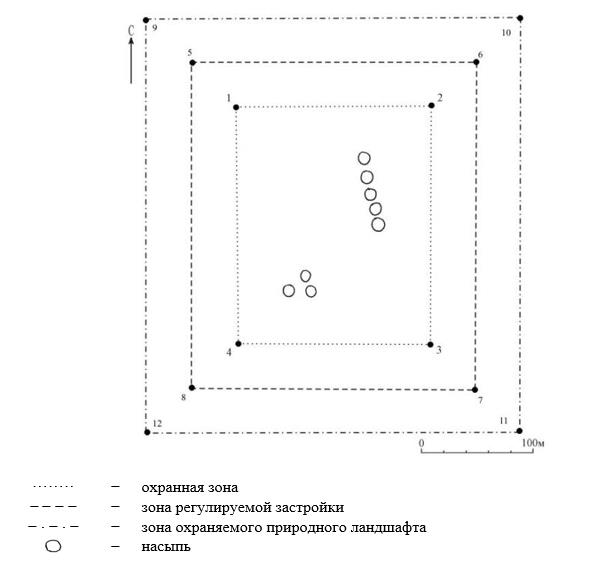 С
9
10
5
6
1
2
4
3
8
7
12
11
0
100м
охранная зона
зона регулируемой застройки
зона охраняемого природного ландшафта
насыпь